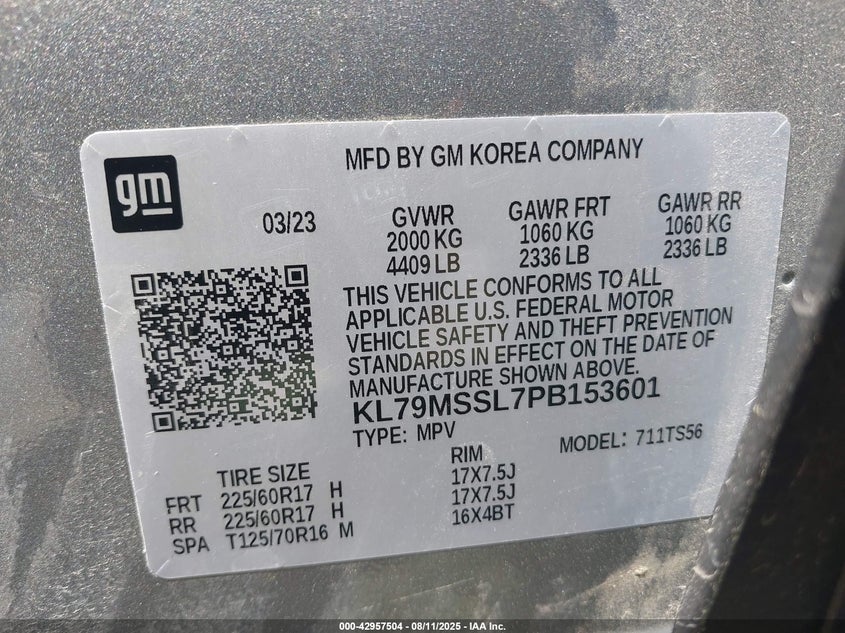 gm
MFD BY GM KOREA COMPANY
03/23
GVWR GAWR FRT GAWR RR
2000 KG 1060 KG 1060 KG
4409 LB 2336 LB 2336 LB
THIS VEHICLE CONFORMS TO ALL
APPLICABLE U.S. FEDERAL MOTOR
VEHICLE SAFETY AND THEFT PREVENTION
STANDARDS IN EFFECT ON THE DATE OF
MANUFACTURE SHOWN ABOVE.
KL79MSSL7PB153601
TYPE: MPV MODEL: 711TS56
TIRE SIZE RIM
FRT 225/60R17 H 17X7.5J
RR 225/60R17 H 17X7.5J
SPA T125/70R16 M 16X4BT
000-42957504 - 08/11/2025 - IAA Inc.